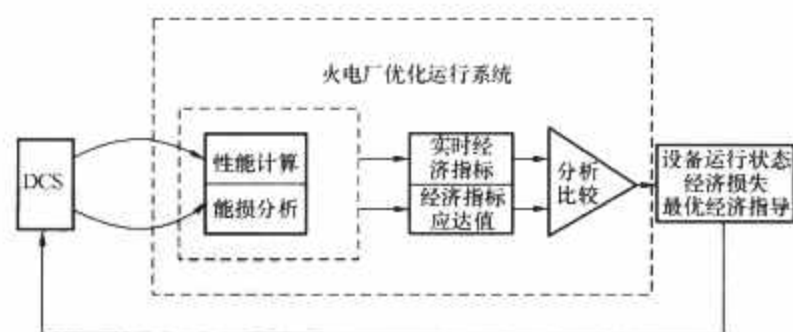 火电厂优化运行系统
DCS
性能计算
能损分析
实时经
济指标
经济指标
应达值
分析
比较
设备运行状态
经济损失
最优经济指导